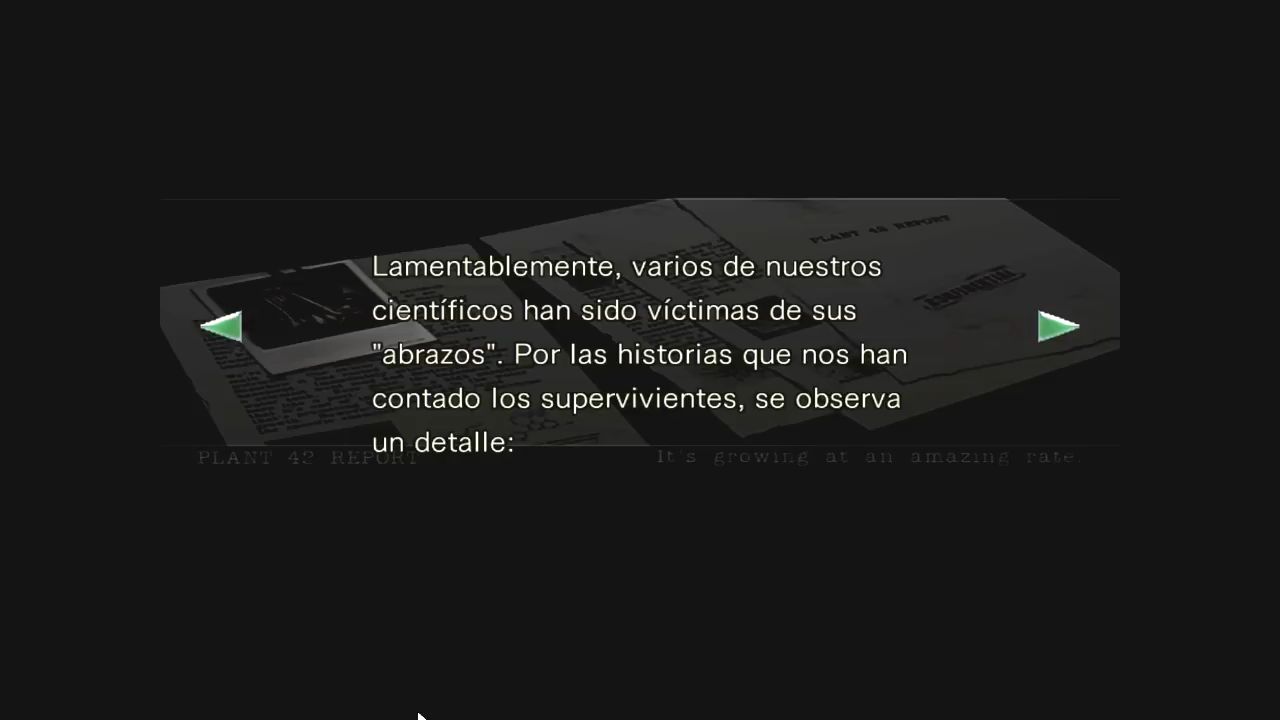 PLANT 42 REPORT
Lamentablemente, varios de nuestros
científicos han sido víctimas de sus
"abrazos". Por las historias que nos han
contado los supervivientes, se observa
un detalle:
PLANT 42 REPORT
It's growing at an amazing rate.